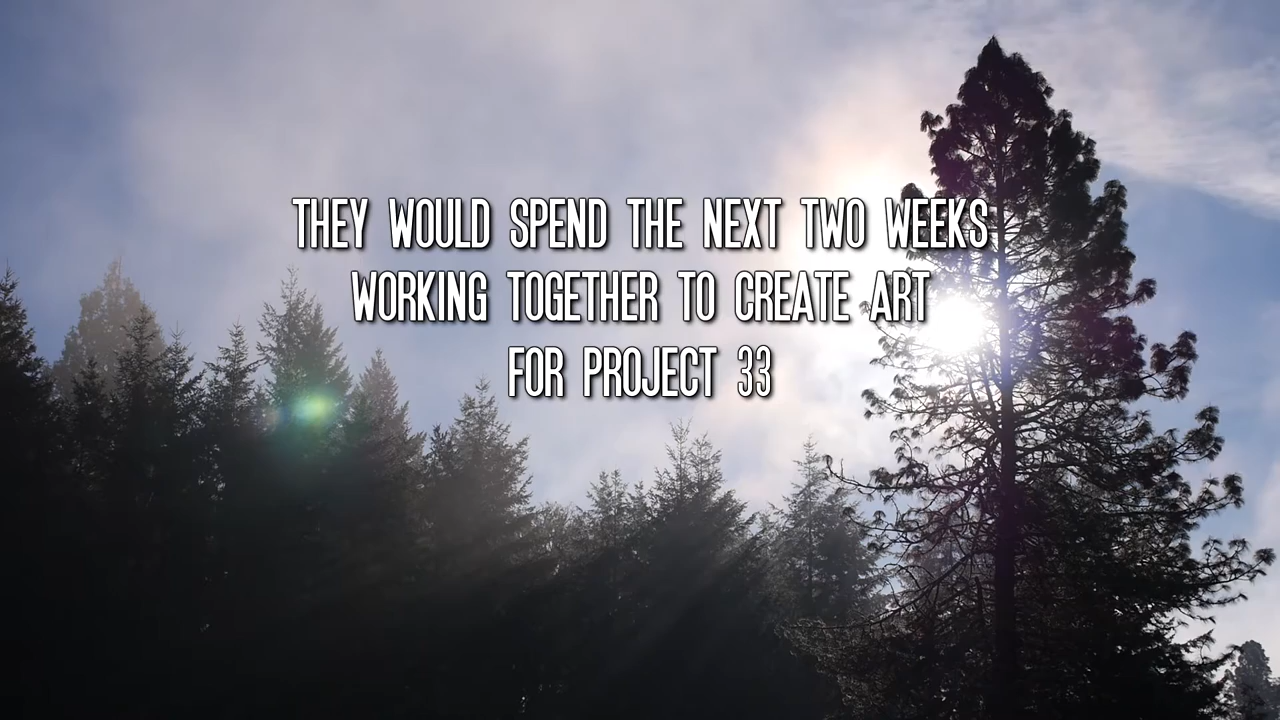 THEY WOULD SPEND THE NEXT TWO WEEKS
WORKING TOGETHER TO CREATE ART
FOR PROJECT 33